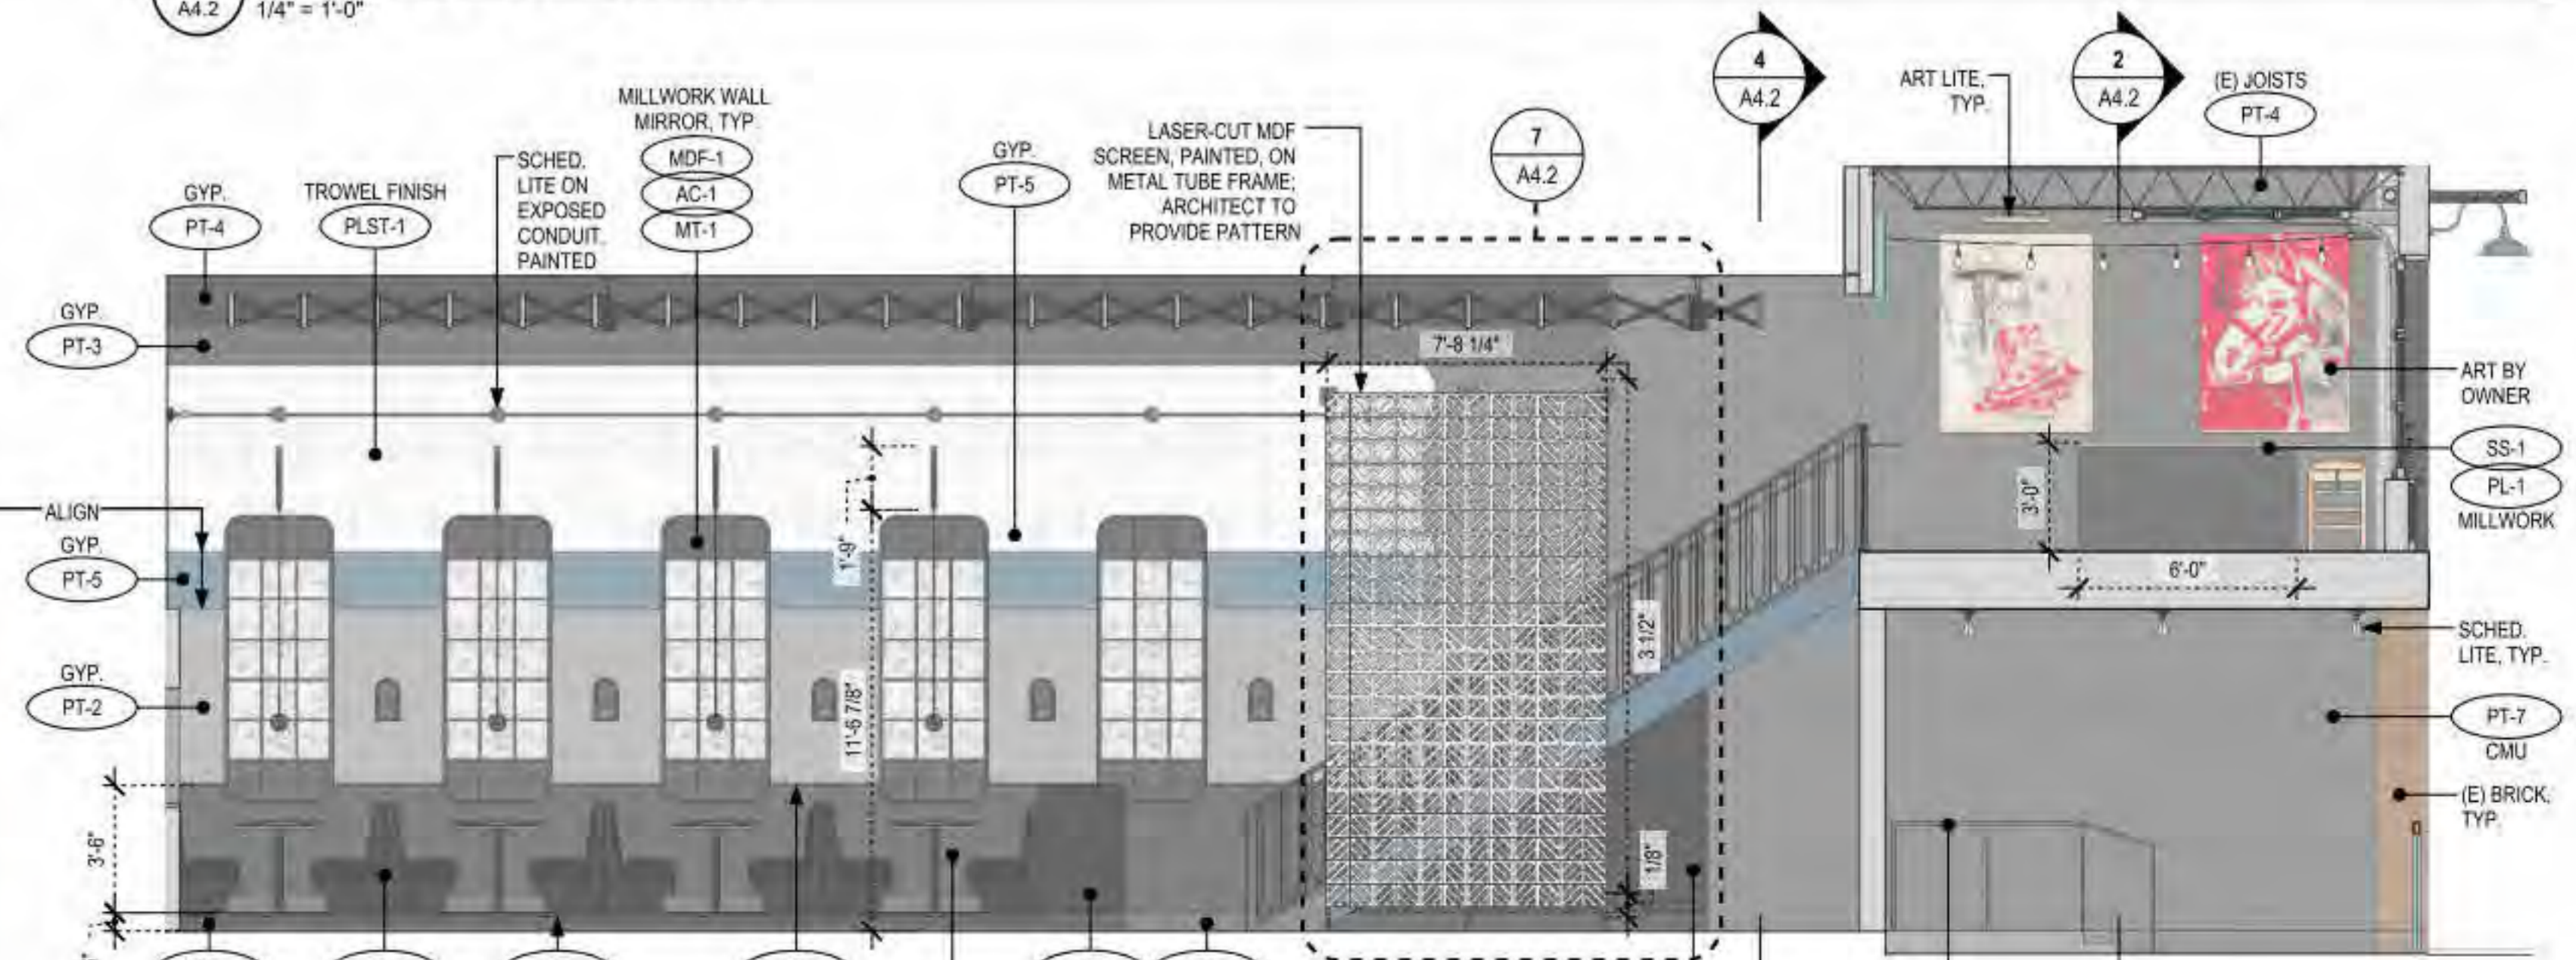 A4.2
1/4" = 1'-0"
4
A4.2
ART LITE,
TYP.
2
A4.2
(E) JOISTS
PT-4
MILLWORK WALL
MIRROR, TYP.
MDF-1
AC-1
MT-1
LASER-CUT MDF
SCREEN, PAINTED, ON
METAL TUBE FRAME;
ARCHITECT TO
PROVIDE PATTERN
7
A4.2
SCHED.
LITE ON
EXPOSED
CONDUIT,
PAINTED
GYP.
PT-5
GYP.
PT-4
TROWEL FINISH
PLST-1
GYP.
PT-3
7'-8 1/4"
ART BY
OWNER
SS-1
PL-1
MILLWORK
3'-0"
ALIGN
GYP.
PT-5
1'-9"
6'-0"
3 1/2"
SCHED.
LITE, TYP.
GYP.
PT-2
11'-6 7/8"
PT-7
CMU
(E) BRICK,
TYP.
3'-6"
1/8"